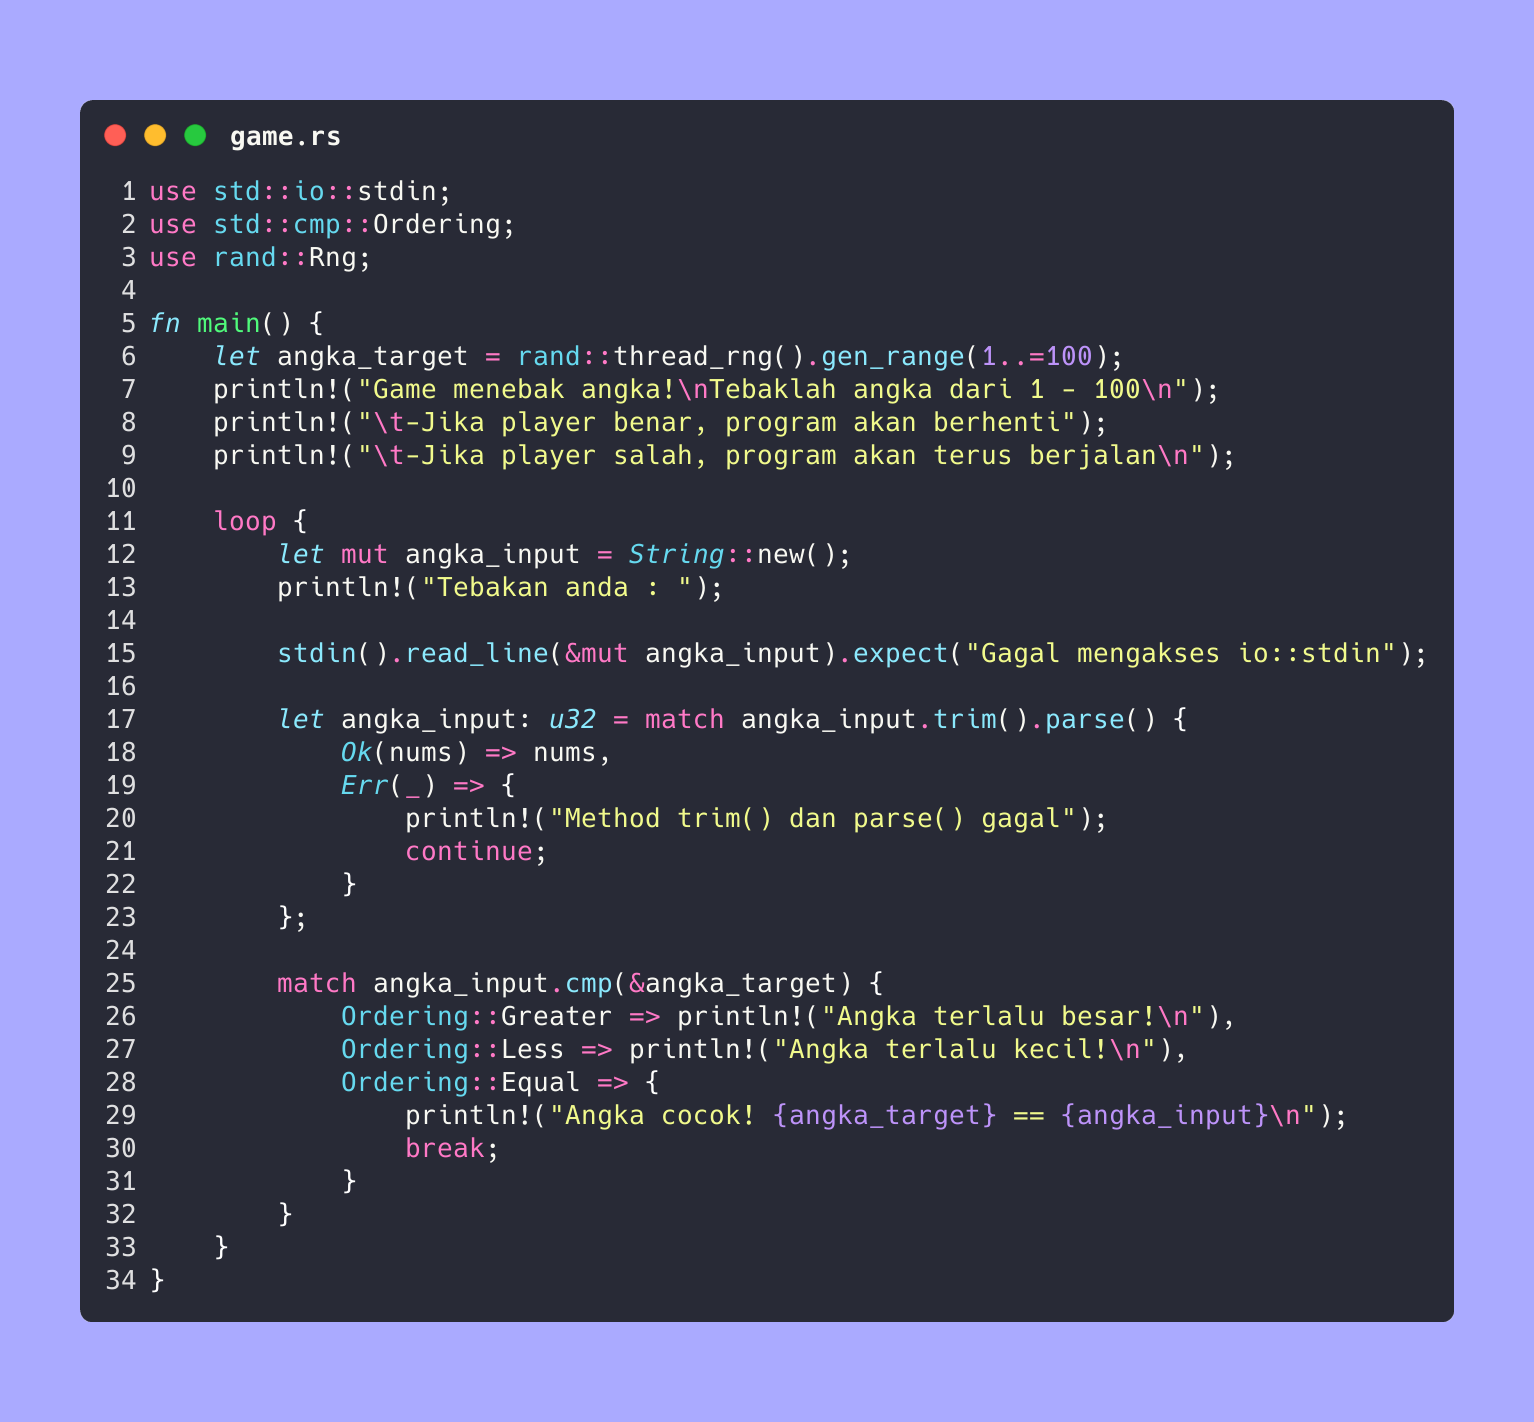 game.rs
1 use std::io::stdin;
2 use std::cmp::Ordering;
3 use rand::Rng;
4
5 fn main() {
6     let angka_target = rand::thread_rng().gen_range(1..=100);
7     println!("Game menebak angka!\nTebaklah angka dari 1 - 100\n");
8     println!("\t-Jika player benar, program akan berhenti");
9     println!("\t-Jika player salah, program akan terus berjalan\n");
10
11     loop {
12         let mut angka_input = String::new();
13         println!("Tebakan anda : ");
14
15         stdin().read_line(&mut angka_input).expect("Gagal mengakses io::stdin");
16
17         let angka_input: u32 = match angka_input.trim().parse() {
18             Ok(nums) => nums,
19             Err(_) => {
20                 println!("Method trim() dan parse() gagal");
21                 continue;
22             }
23         };
24
25         match angka_input.cmp(&angka_target) {
26             Ordering::Greater => println!("Angka terlalu besar!\n"),
27             Ordering::Less => println!("Angka terlalu kecil!\n"),
28             Ordering::Equal => {
29                 println!("Angka cocok! {angka_target} == {angka_input}\n");
30                 break;
31             }
32         }
33     }
34 }